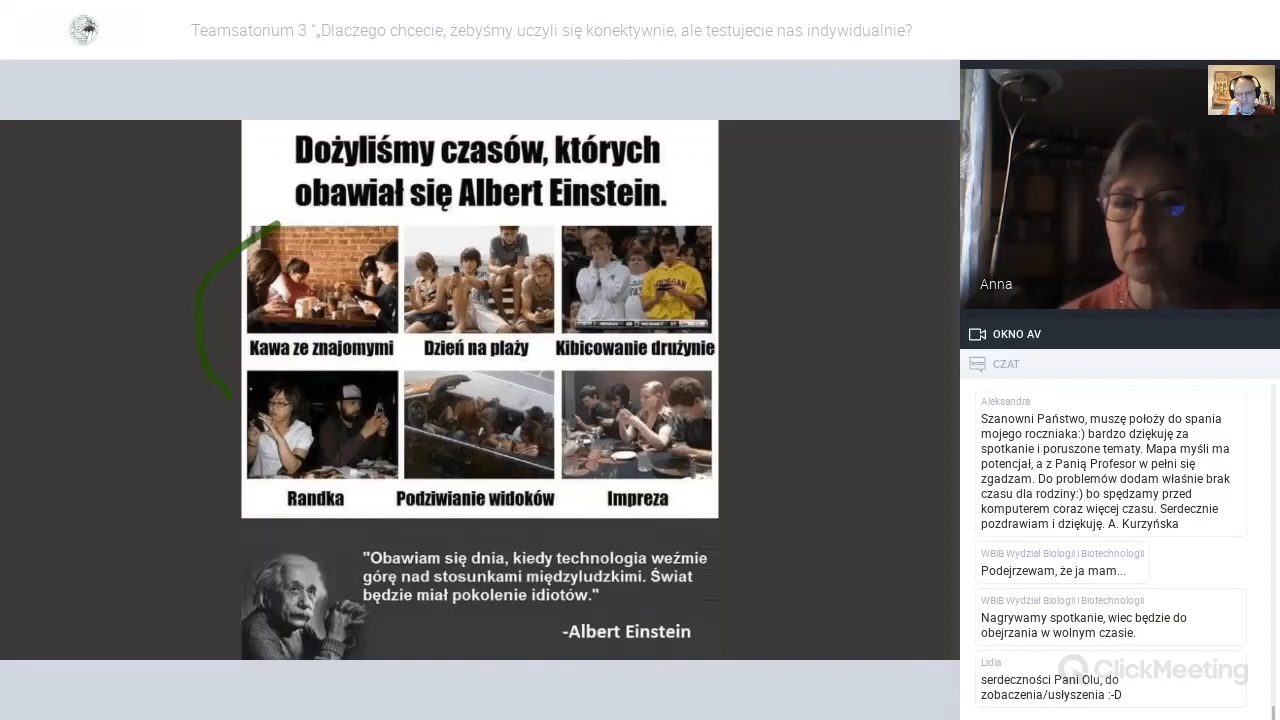 Teamsatorium 3 “„Dlaczego chcecie, żebyśmy uczyli się konektywnie, ale testujecie nas indywidualnie?
Dożyliśmy czasów, których
obawiał się Albert Einstein.
Kawa ze znajomymi
Dzień na plaży
Kibicowanie drużynie
Randka
Podziwianie widoków
Impreza
"Obawiam się dnia, kiedy technologia weźmie
górę nad stosunkami międzyludzkimi. Świat
będzie miał pokolenie idiotów."
-Albert Einstein
Anna
OKNO AV
CZAT
Aleksandra
Szanowni Państwo, muszę położy do spania
mojego roczniaka:) bardzo dziękuję za
spotkanie i poruszone tematy. Mapa myśli ma
potencjał, a z Panią Profesor w pełni się
zgadzam. Do problemów dodam właśnie brak
czasu dla rodziny:) bo spędzamy przed
komputerem coraz więcej czasu. Serdecznie
pozdrawiam i dziękuję. A. Kurzyńska
WBiB Wydział Biologii i Biotechnologii
Podejrzewam, że ja mam...
WBiB Wydział Biologii i Biotechnologii
Nagrywamy spotkanie, wiec będzie do
obejrzania w wolnym czasie.
Lidia
serdeczności Pani Olu, do
zobaczenia/usłyszenia :-D
ClickMeeting